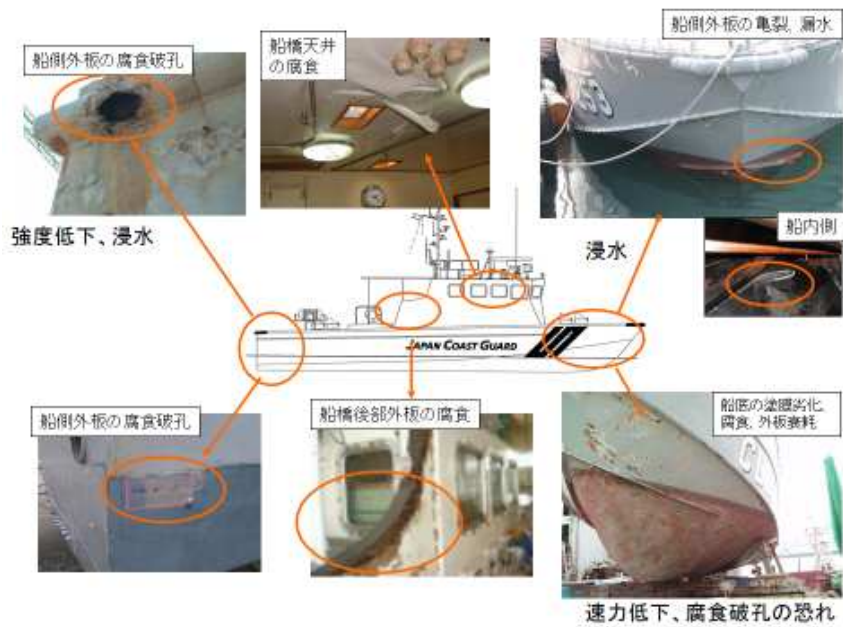 船側外板の腐食破孔
船橋天井
の腐食
船側外板の亀裂、漏水
強度低下、浸水
浸水
船内側
JAPAN COAST GUARD
船側外板の腐食破孔
船橋後部外板の腐食
船底の塗膜劣化、
腐食、外板衰耗
速力低下、腐食破孔の恐れ